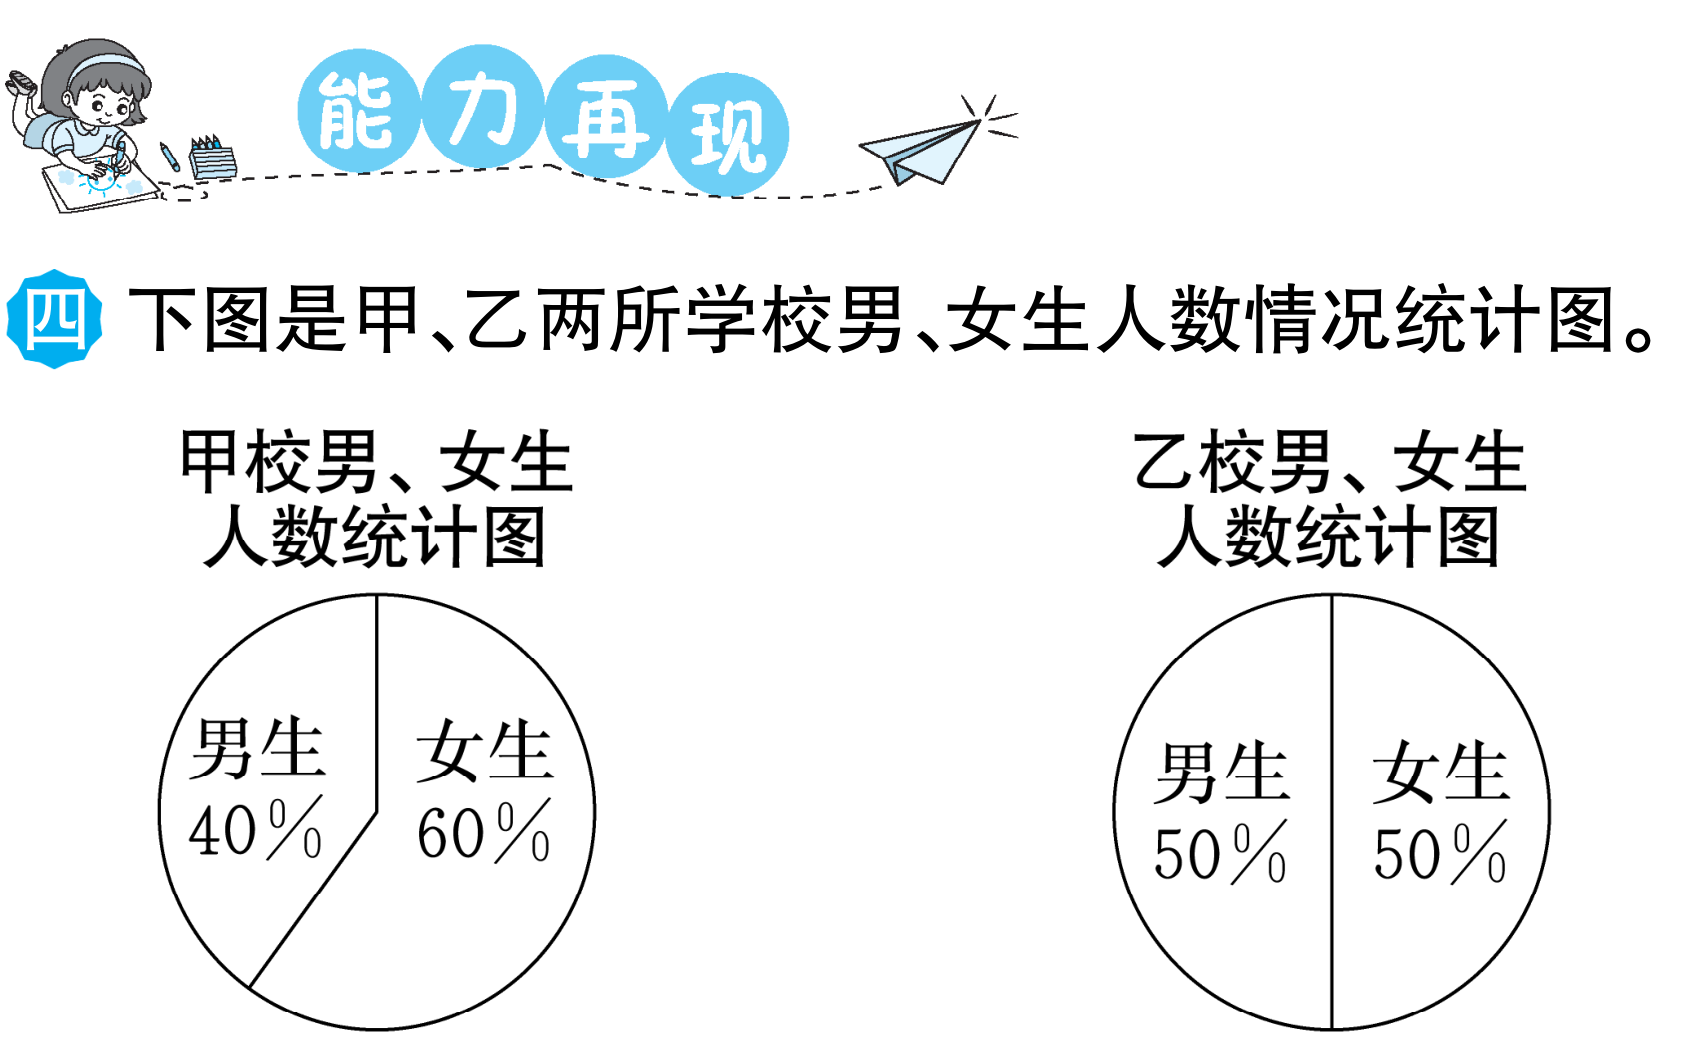 能力再现
四 下图是甲、乙两所学校男、女生人数情况统计图。
甲校男、女生
人数统计图
乙校男、女生
人数统计图
男生
40%
女生
60%
男生
50%
女生
50%